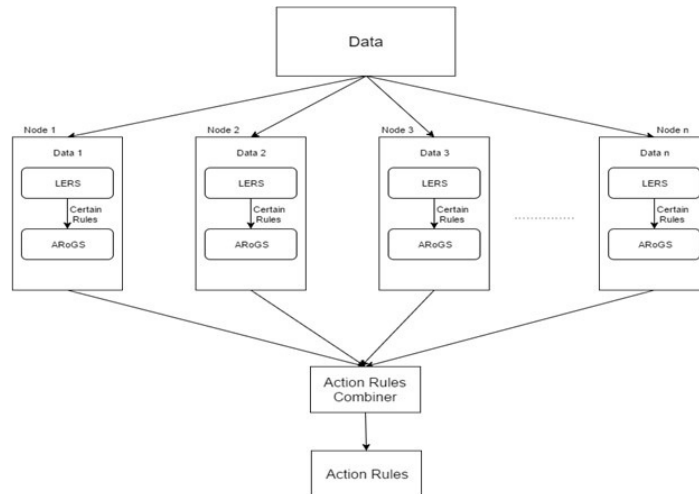 Data
Node 1
Node 2
Node 3
Node n
Data 1
Data 2
Data 3
Data n
LERS
LERS
LERS
LERS
Certain
Rules
Certain
Rules
Certain
Rules
Certain
Rules
ARoGS
ARoGS
ARoGS
ARoGS
Action Rules
Combiner
Action Rules